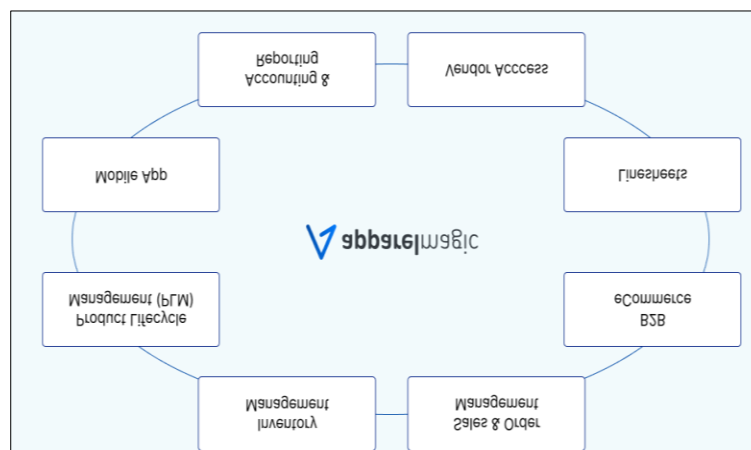 Inventory
Management
Sales & Order
Management
Product Lifecycle
Management (PLM)
B2B
eCommerce
apparelmagic
Mobile App
Linesheets
Accounting &
Reporting
Vendor Acccess